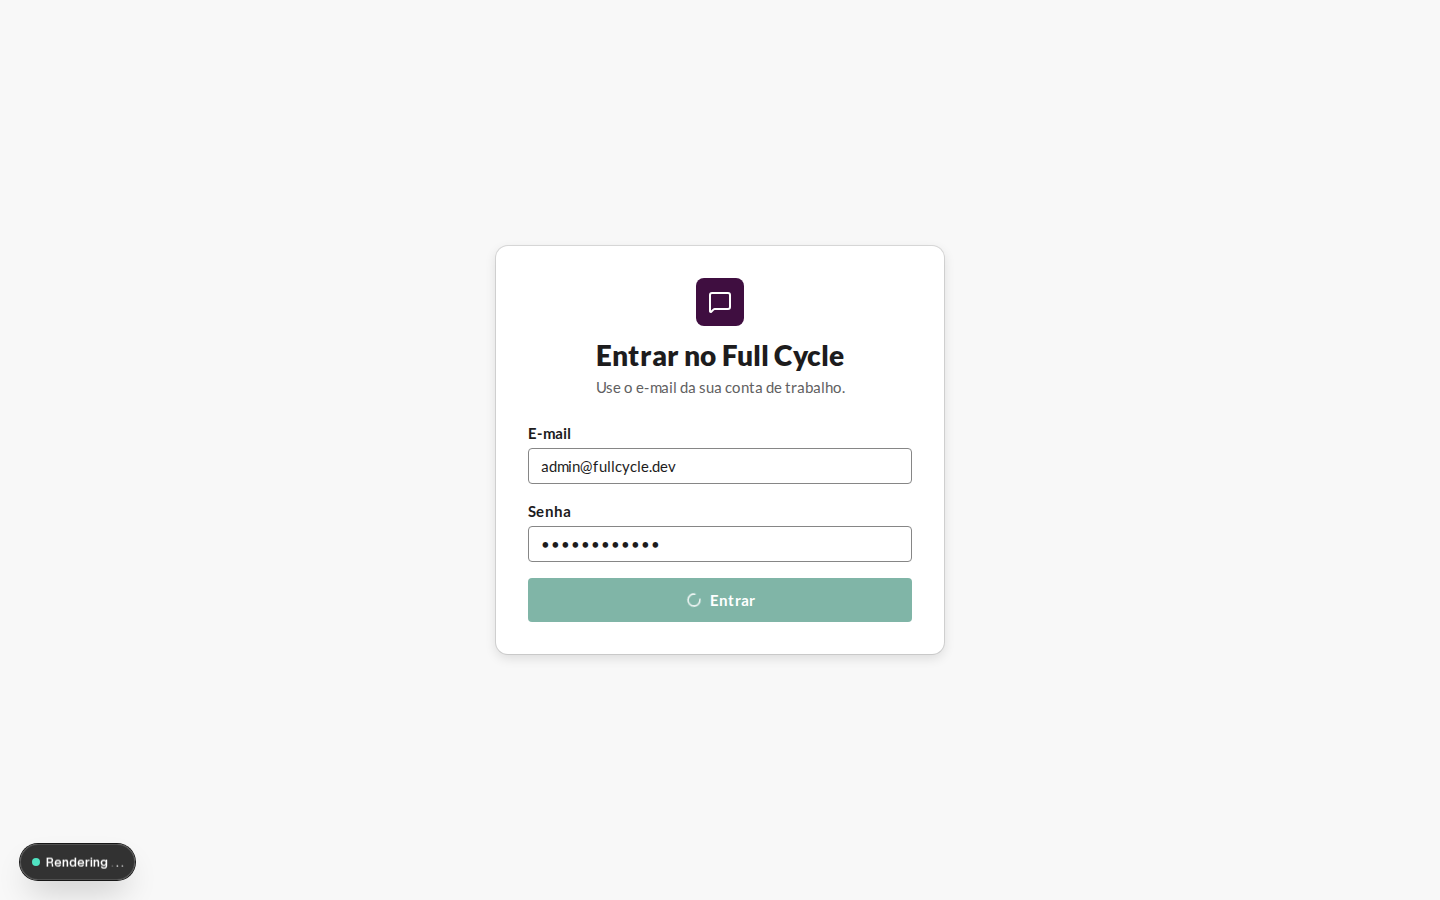 Entrar no Full Cycle
Use o e-mail da sua conta de trabalho.
E-mail
admin@fullcycle.dev
Senha
••••••••••••
Entrar
Rendering ...